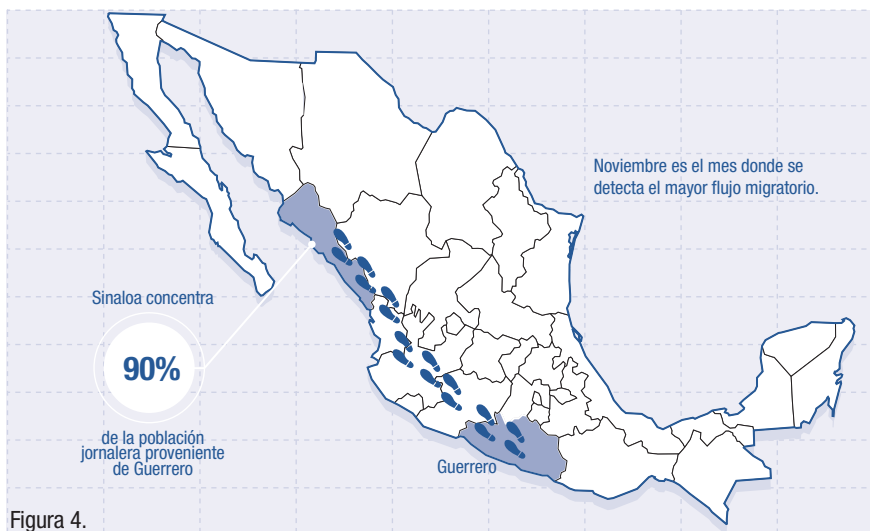 Noviembre es el mes donde se
detecta el mayor flujo migratorio.
Sinaloa concentra
90%
de la población
jornalera proveniente
de Guerrero
Guerrero
Figura 4.